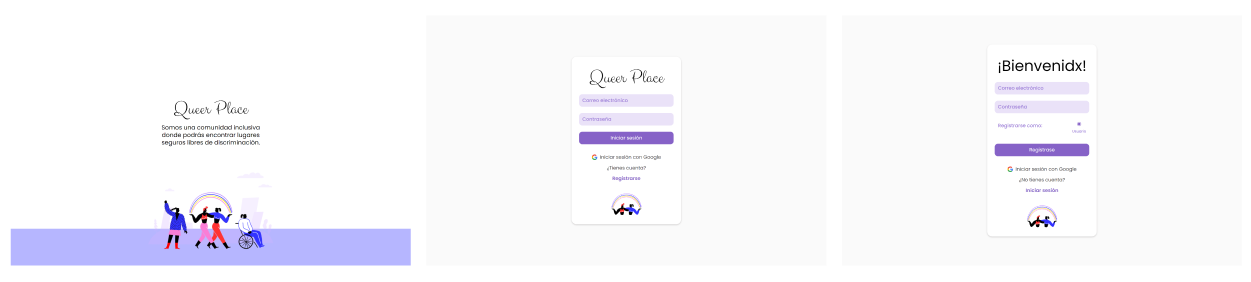 Queer Place
Somos una comunidad inclusiva
donde podrás encontrar lugares
seguros libres de discriminación.
Queer Place
Correo electrónico
Contraseña
Iniciar sesión
Iniciar sesión con Google
¿Tienes cuenta?
Registrarse
¡Bienvenidx!
Correo electrónico
Contraseña
Registrarse como:
Usuario
Registrase
Iniciar sesión con Google
¿No tienes cuenta?
Iniciar sesión